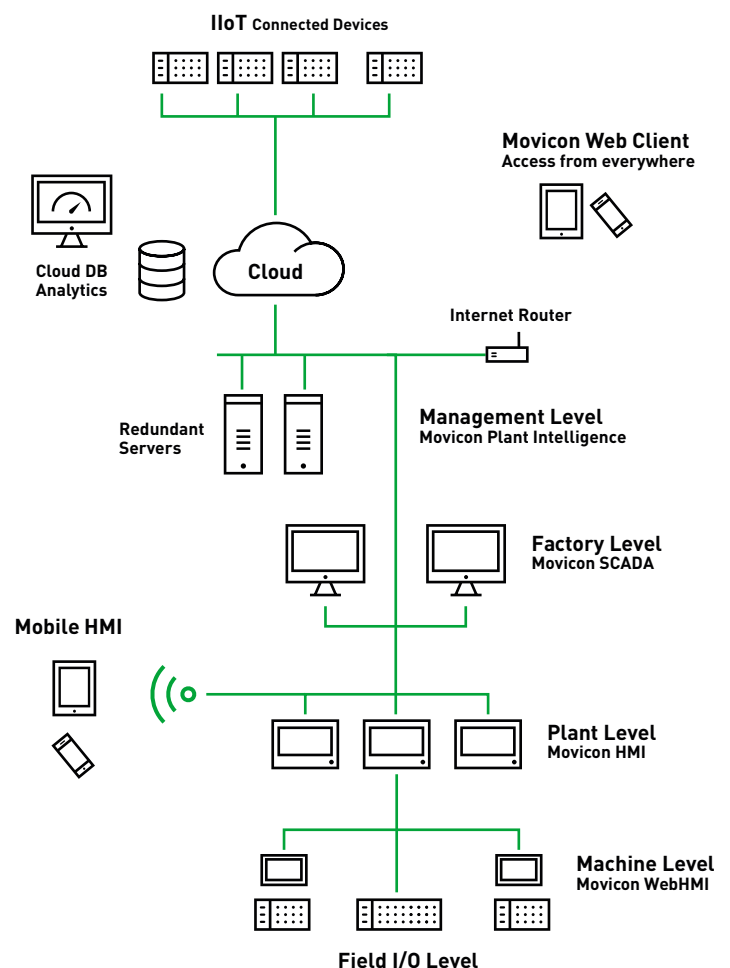 IIoT Connected Devices
Movicon Web Client
Access from everywhere
Cloud DB
Analytics
Cloud
Internet Router
Redundant
Servers
Management Level
Movicon Plant Intelligence
Factory Level
Movicon SCADA
Mobile HMI
Plant Level
Movicon HMI
Machine Level
Movicon WebHMI
Field I/O Level